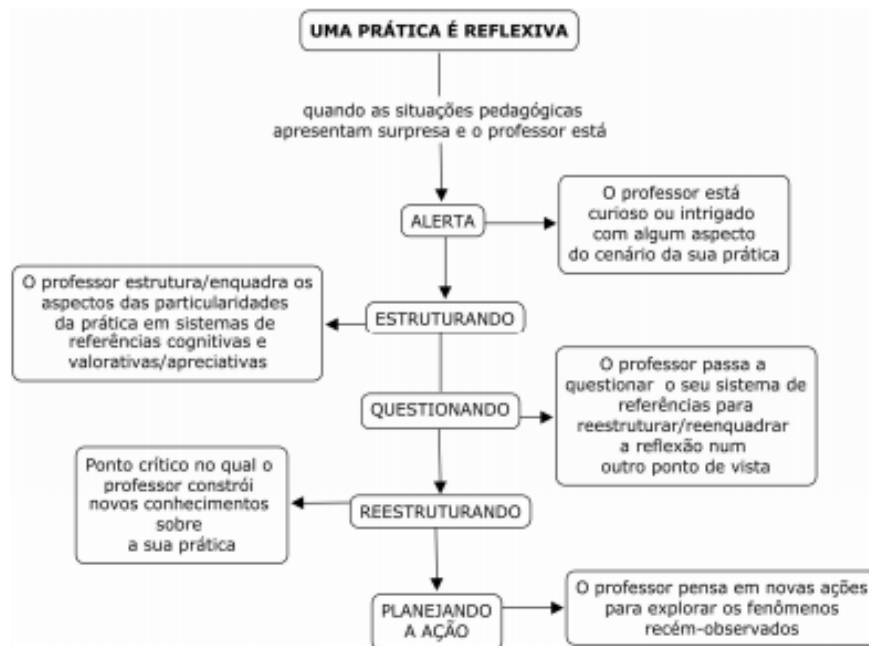 UMA PRÁTICA É REFLEXIVA
quando as situações pedagógicas
apresentam surpresa e o professor está
ALERTA
O professor está
curioso ou intrigado
com algum aspecto
do cenário da sua prática
O professor estrutura/enquadra os
aspectos das particularidades
da prática em sistemas de
referências cognitivas e
valorativas/apreciativas
ESTRUTURANDO
QUESTIONANDO
O professor passa a
questionar o seu sistema de
referências para
reestruturar/reenquadrar
a reflexão num
outro ponto de vista
Ponto crítico no qual o
professor constrói
novos conhecimentos
sobre
a sua prática
REESTRUTURANDO
PLANEJANDO
A AÇÃO
O professor pensa em novas ações
para explorar os fenômenos
recém-observados